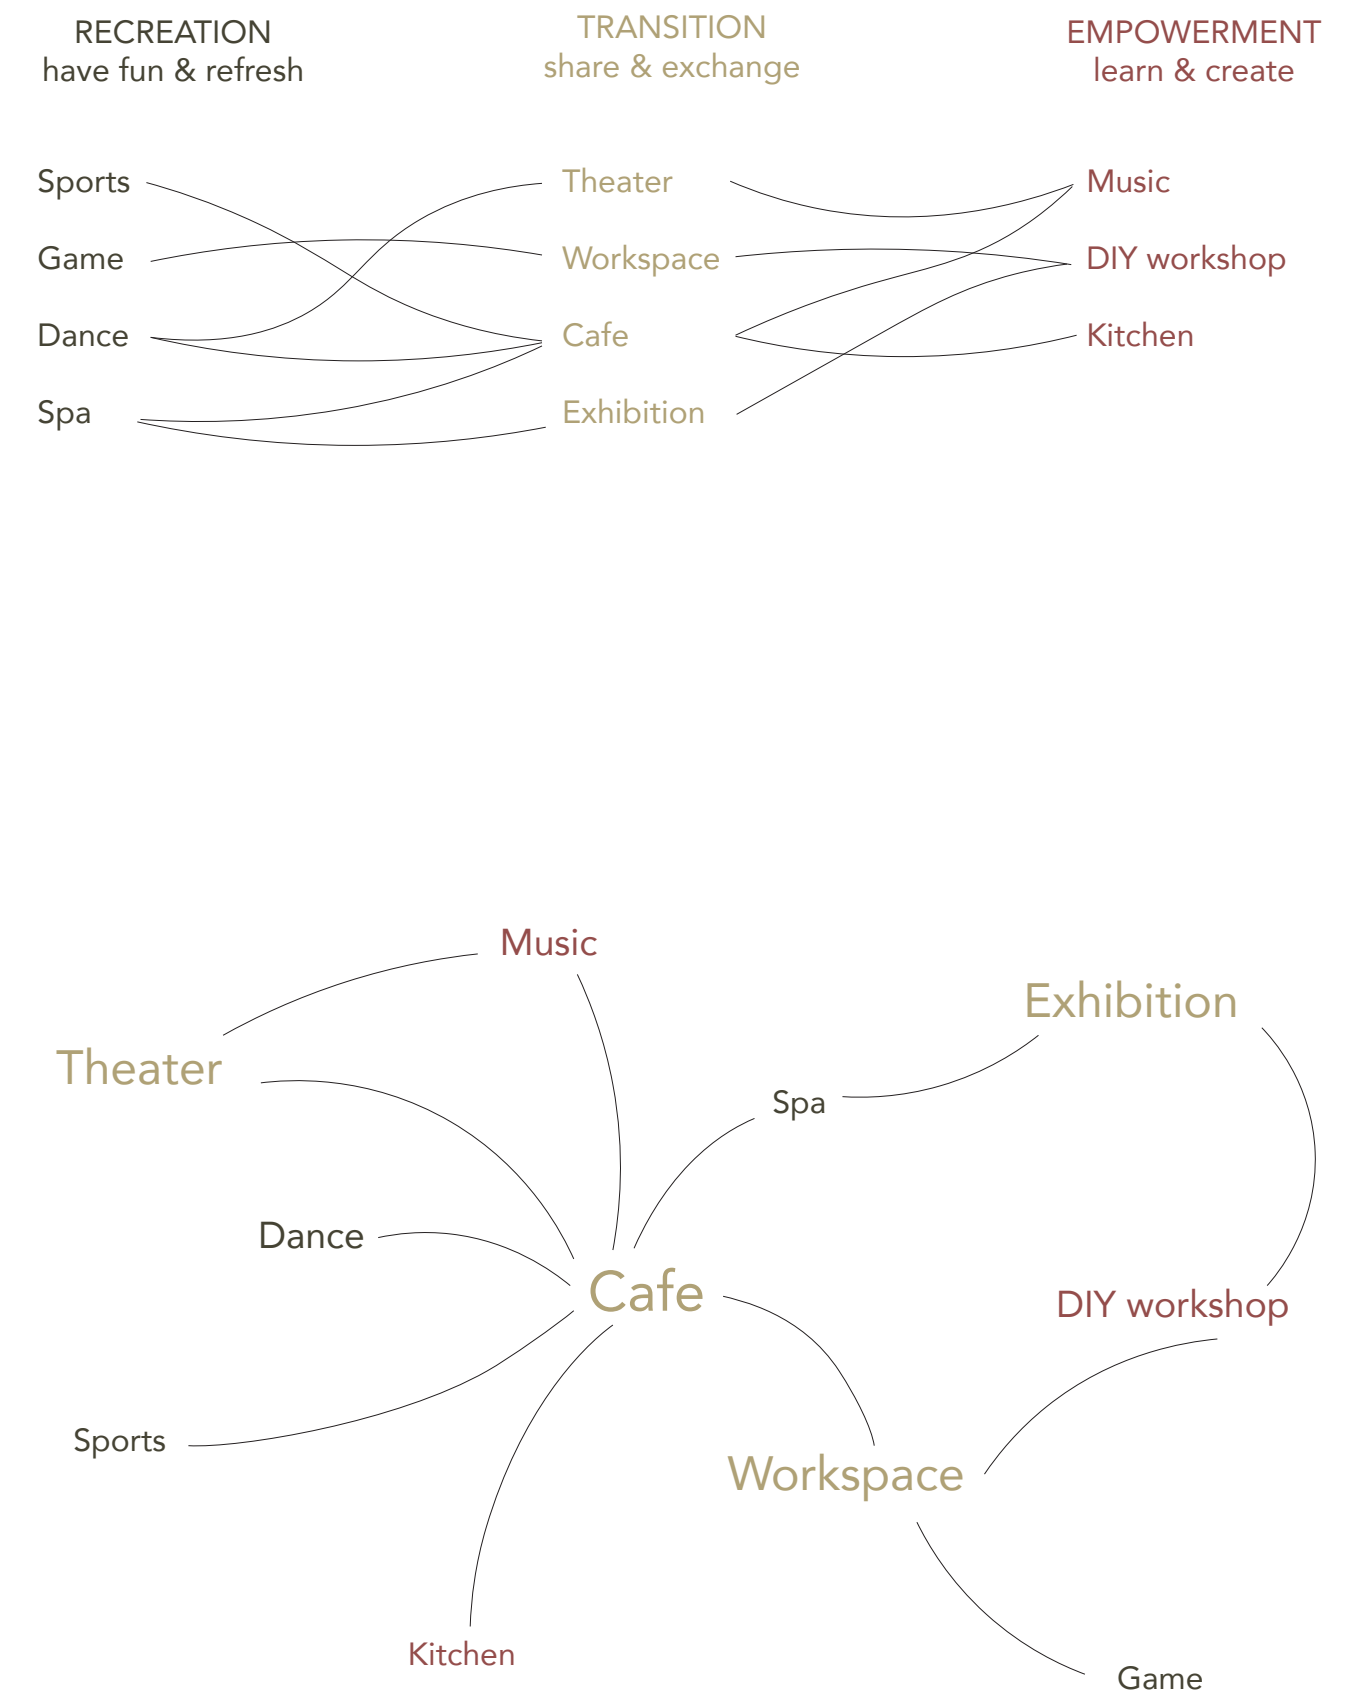 RECREATION
have fun & refresh
TRANSITION
share & exchange
EMPOWERMENT
learn & create
Sports
Theater
Music
Game
Workspace
DIY workshop
Dance
Cafe
Kitchen
Spa
Exhibition
Music
Exhibition
Theater
Spa
Dance
Cafe
DIY workshop
Sports
Workspace
Kitchen
Game